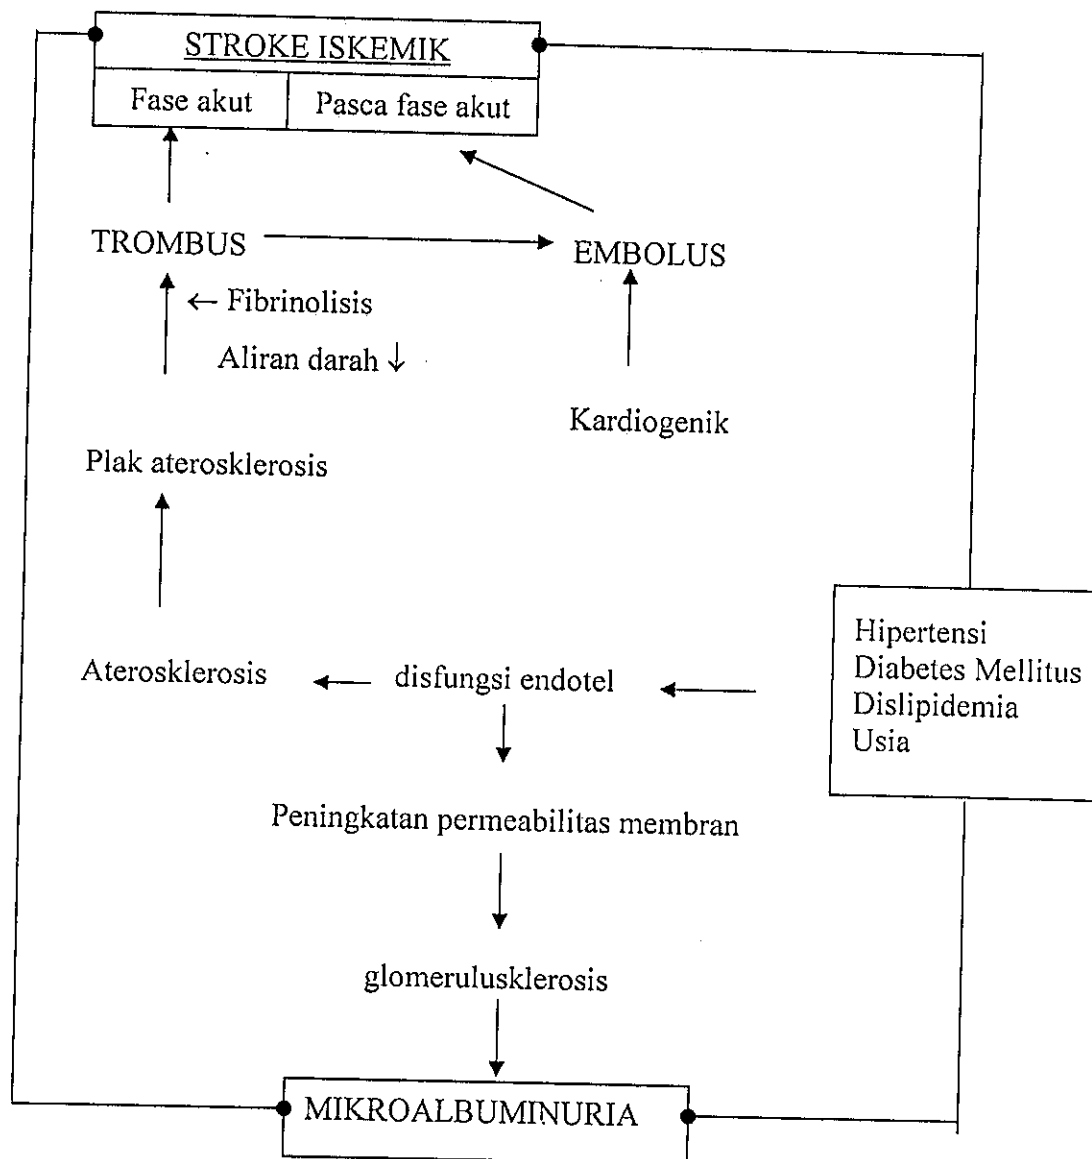 STROKE ISKEMIK
Fase akut Pasca fase akut
TROMBUS EMBOLUS
← Fibrinolisis
Aliran darah ↓
Kardiogenik
Plak aterosklerosis
Hipertensi
Diabetes Mellitus
Dislipidemia
Usia
Aterosklerosis disfungsi endotel
Peningkatan permeabilitas membran
glomerulusklerosis
MIKROALBUMINURIA